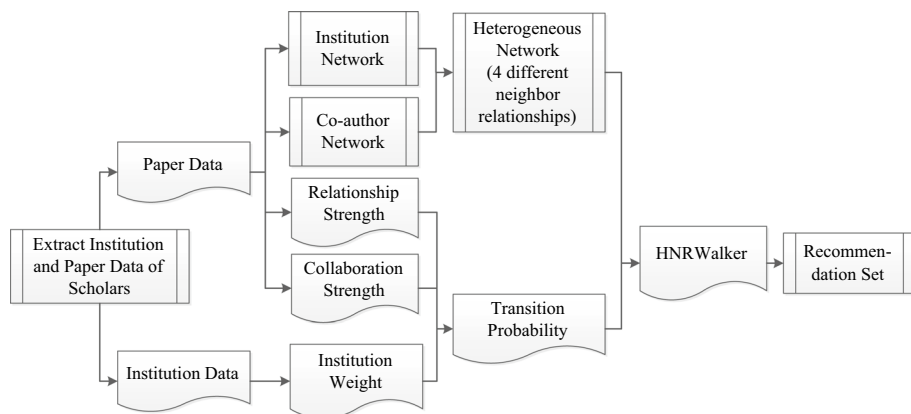 Extract Institution
and Paper Data of
Scholars
Paper Data
Institution Data
Institution
Network
Co-author
Network
Relationship
Strength
Collaboration
Strength
Institution
Weight
Heterogeneous
Network
(4 different
neighbor
relationships)
Transition
Probability
HNRWalker
Recommen-
dation Set